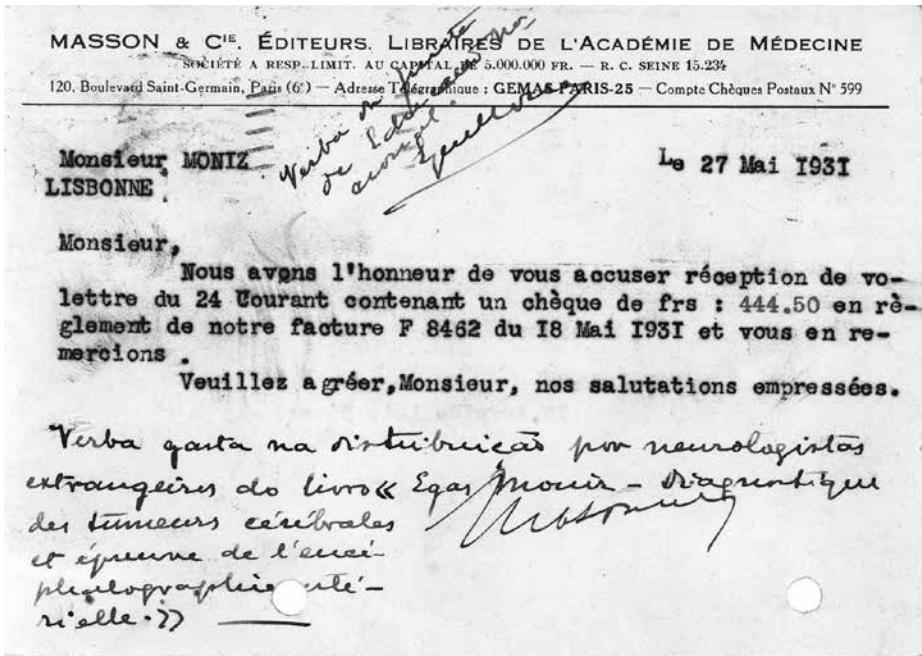 MASSON & CIE. ÉDITEURS. LIBRAIRES DE L'ACADÉMIE DE MÉDECINE
SOCIÉTÉ A RESP. LIMIT. AU CAPITAL DE 5.000.000 FR. — R. C. SEINE 15.234
120, Boulevard Saint-Germain, Paris (6e) — Adresse Télégraphique : GEMAS-PARIS-25 — Compte Chèques Postaux N° 599
Verba
de
Monsieur MONIZ
LISBONNE.
Le 27 Mai I93I
Monsieur,
Nous avons l'honneur de vous accuser réception de vo-
lettre du 24 Courant contenant un chèque de frs : 444.50 en rè-
glement de notre facture F 8462 du I8 Mai I93I et vous en re-
mercions .
Veuillez agréer,Monsieur, nos salutations empressées.
Verba gasta na distribuição por neurologistas
extrangeiros do livro « Egas Moniz - Diagnostique
des tumeurs cérébrales
et épreuve de l'encé-
phalographie arté-
rielle. »